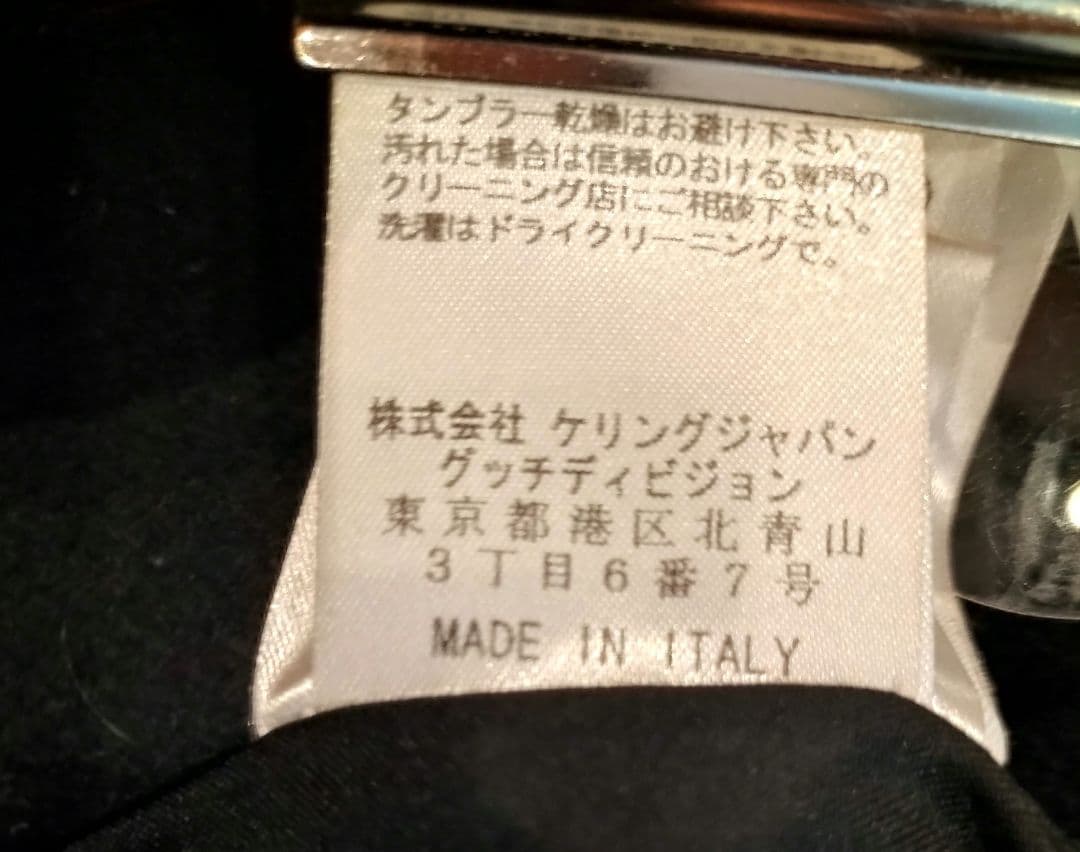 タンブラー乾燥はお避け下さい。
汚れた場合は信頼のおける専門の
クリーニング店にご相談下さい。
洗濯はドライクリーニングで。
株式会社 ケリングジャパン
グッチディビジョン
東京都港区北青山
3丁目6番7号
MADE IN ITALY